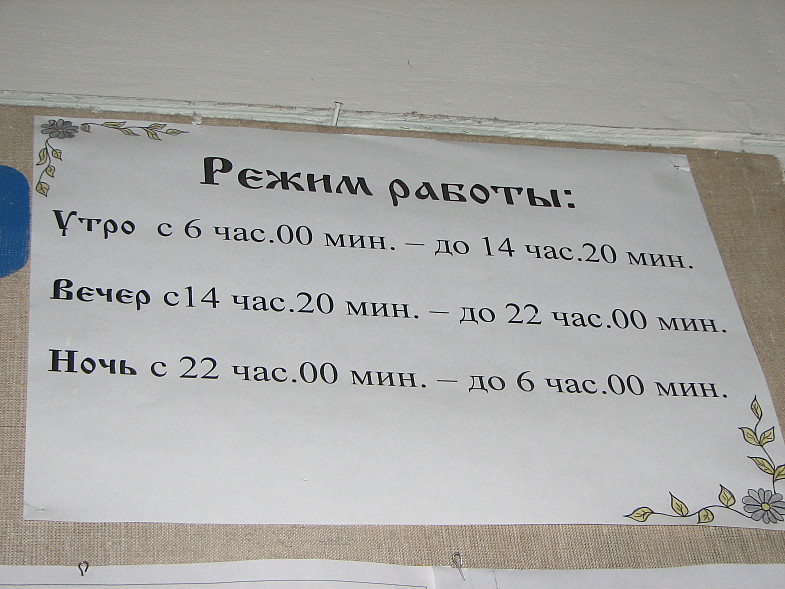 Режим работы:
Утро с 6 час.00 мин. – до 14 час.20 мин.
Вечер с14 час.20 мин. – до 22 час.00 мин.
Ночь с 22 час.00 мин. – до 6 час.00 мин.